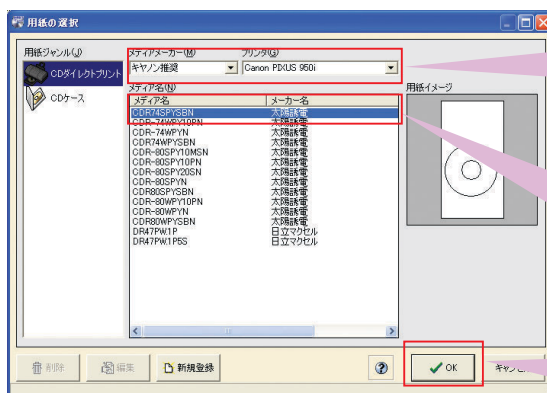 用紙の選択
用紙ジャンル(J)
メディアメーカー(M)
プリンタ(G)
キヤノン推奨
Canon PIXUS 950i
CDダイレクトプリント
CDケース
メディア名(N)
用紙イメージ
メディア名 メーカー名
CDR74SPYSBN 太陽誘電
CDR-74WPY10PN 太陽誘電
CDR-74WPYN 太陽誘電
CDR74WPYSBN 太陽誘電
CDR-80SPY10MSN 太陽誘電
CDR-80SPY10PN 太陽誘電
CDR-80SPY20SN 太陽誘電
CDR-80SPYN 太陽誘電
CDR80SPYSBN 太陽誘電
CDR-80WPY10PN 太陽誘電
CDR-80WPYN 太陽誘電
CDR80WPYSBN 太陽誘電
DR47PW.1P 日立マクセル
DR47PW.1P5S 日立マクセル
削除
編集
新規登録
OK